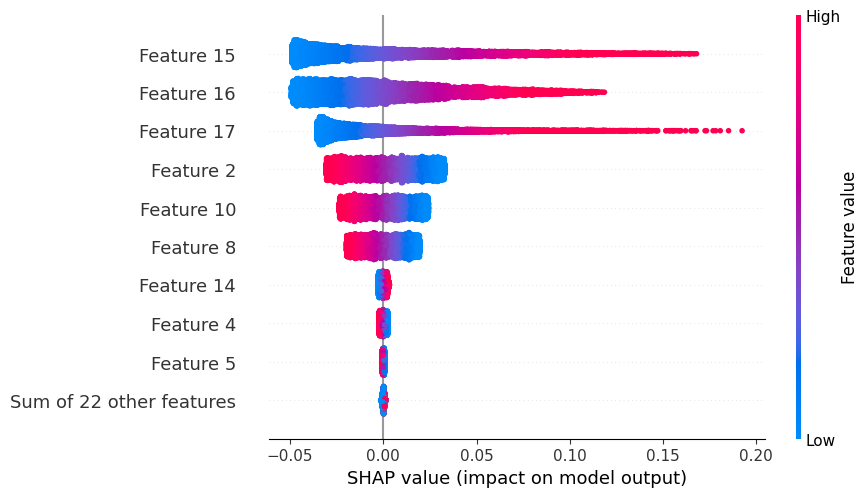 High
Feature 15
Feature 16
Feature 17
Feature 2
Feature 10
Feature 8
Feature 14
Feature 4
Feature 5
Sum of 22 other features
Feature value
Low
−0.05 0.00 0.05 0.10 0.15 0.20
SHAP value (impact on model output)